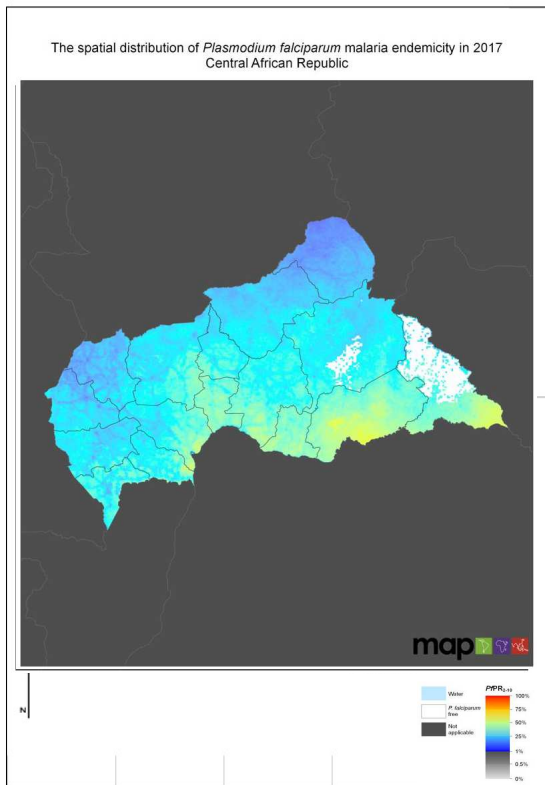 The spatial distribution of Plasmodium falciparum malaria endemicity in 2017
Central African Republic
map
N
Water
P. falciparum
free
Not
applicable
PfPR2-10
100%
75%
50%
25%
1%
0.5%
0%